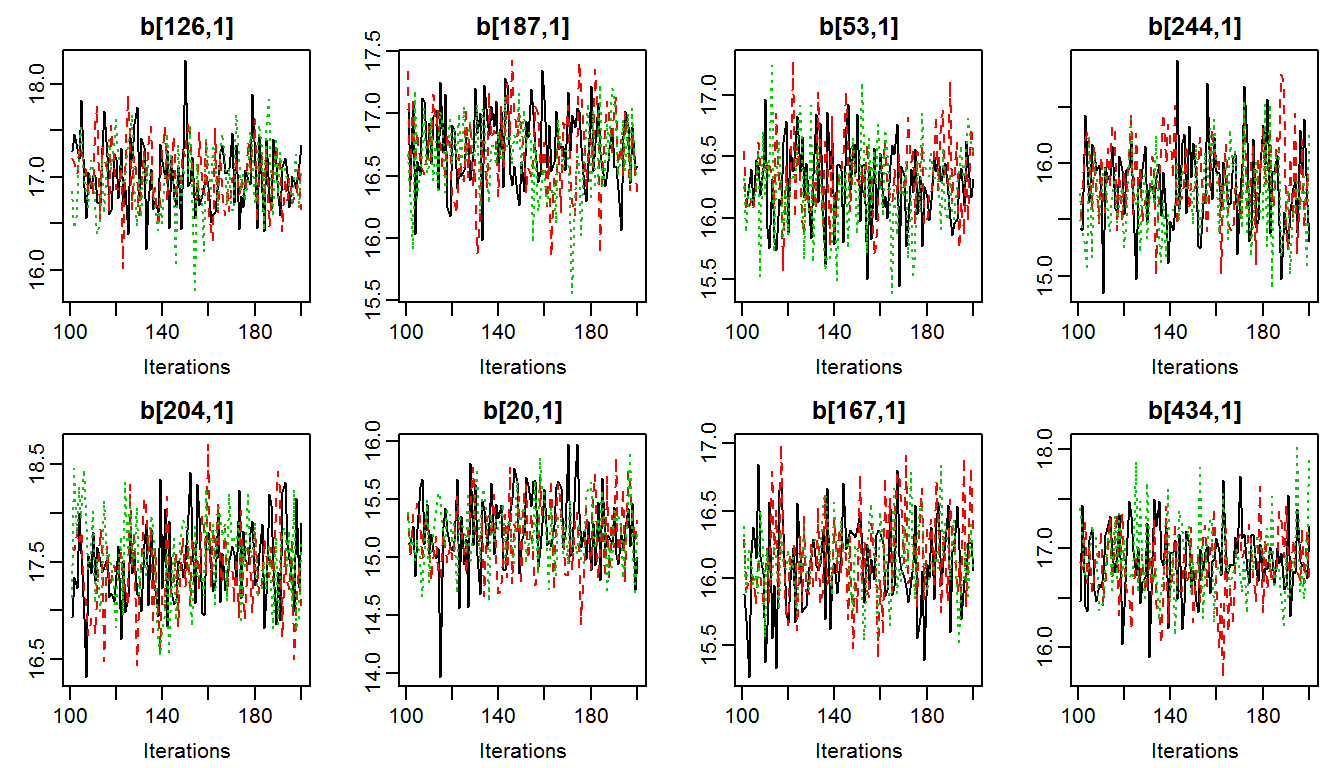 b[126,1] b[187,1] b[53,1] b[244,1]
18.0 17.5 17.0 16.0
17.0 17.0 16.5 15.0
16.0 16.5 16.0
16.0 15.5
15.5
100 140 180 100 140 180 100 140 180 100 140 180
Iterations Iterations Iterations Iterations
b[204,1] b[20,1] b[167,1] b[434,1]
18.5 16.0 17.0 18.0
17.5 15.5 16.5 17.0
16.5 15.0 16.0 16.0
14.5 15.5
14.0
100 140 180 100 140 180 100 140 180 100 140 180
Iterations Iterations Iterations Iterations